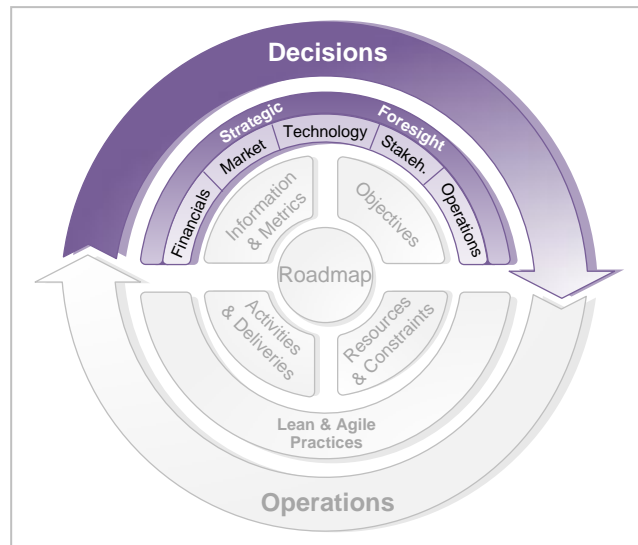 Decisions
Strategic Foresight
Financials
Market
Technology
Stakeh.
Operations
Information
& Metrics
Objectives
Roadmap
Activities
& Deliveries
Resources
& Constraints
Lean & Agile
Practices
Operations